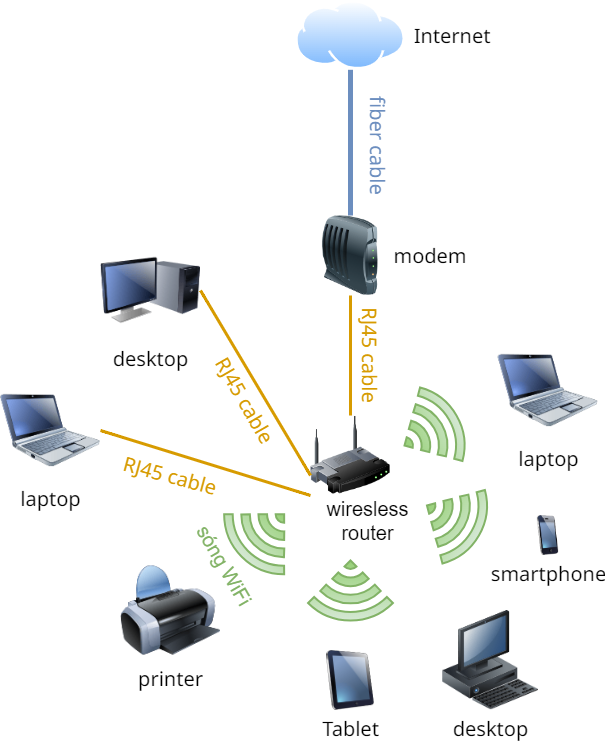 Internet
fiber cable
modem
desktop
RJ45 cable
RJ45 cable
laptop
RJ45 cable
laptop
wiresless
router
sóng WiFi
smartphone
printer
Tablet
desktop